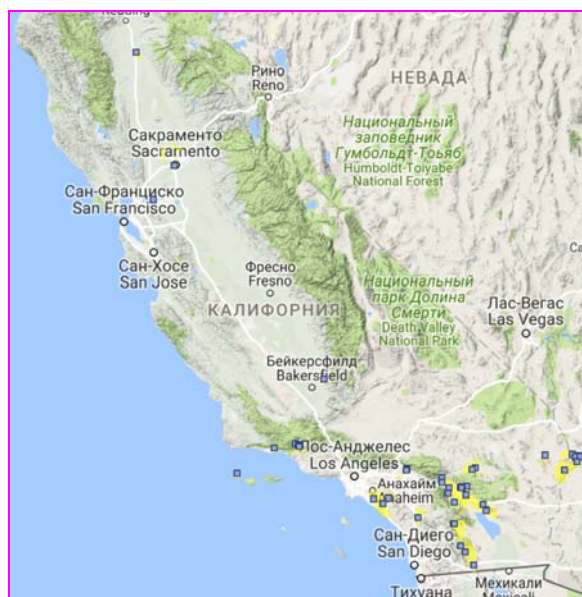 Redding
Рино
Reno
НЕВАДА
Национальный
заповедник
Гумбольдт-Тоьяб
Humboldt-Toiyabe
National Forest
Сакраменто
Sacramento
Сан-Франциско
San Francisco
Сан-Хосе
San Jose
Фресно
Fresno
КАЛИФОРНИЯ
Национальный
парк Долина
Смерти
Death Valley
National Park
Лас-Вегас
Las Vegas
Бейкерсфилд
Bakersfield
Лос-Анджелес
Los Angeles
Анахайм
Anaheim
Сан-Диего
San Diego
Тихуана
Мехикали